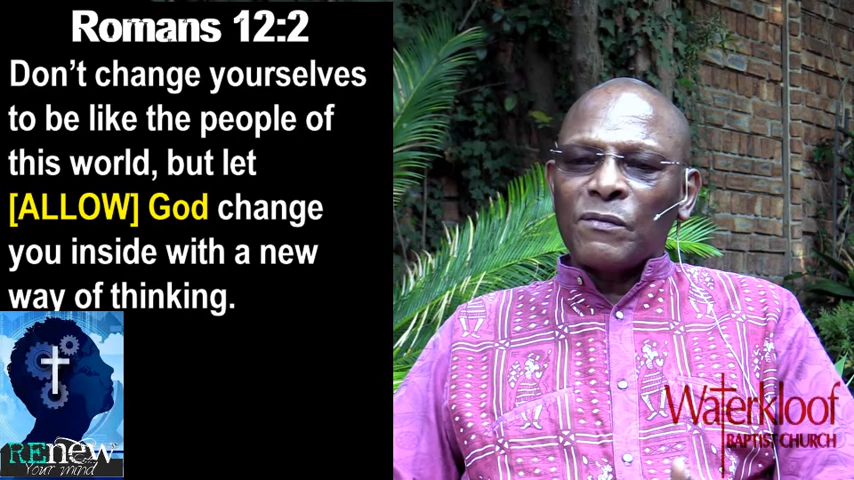 Romans 12:2
Don't change yourselves
to be like the people of
this world, but let
[ALLOW] God change
you inside with a new
way of thinking.
REnew
Your mind
Waterkloof
BAPTIST CHURCH